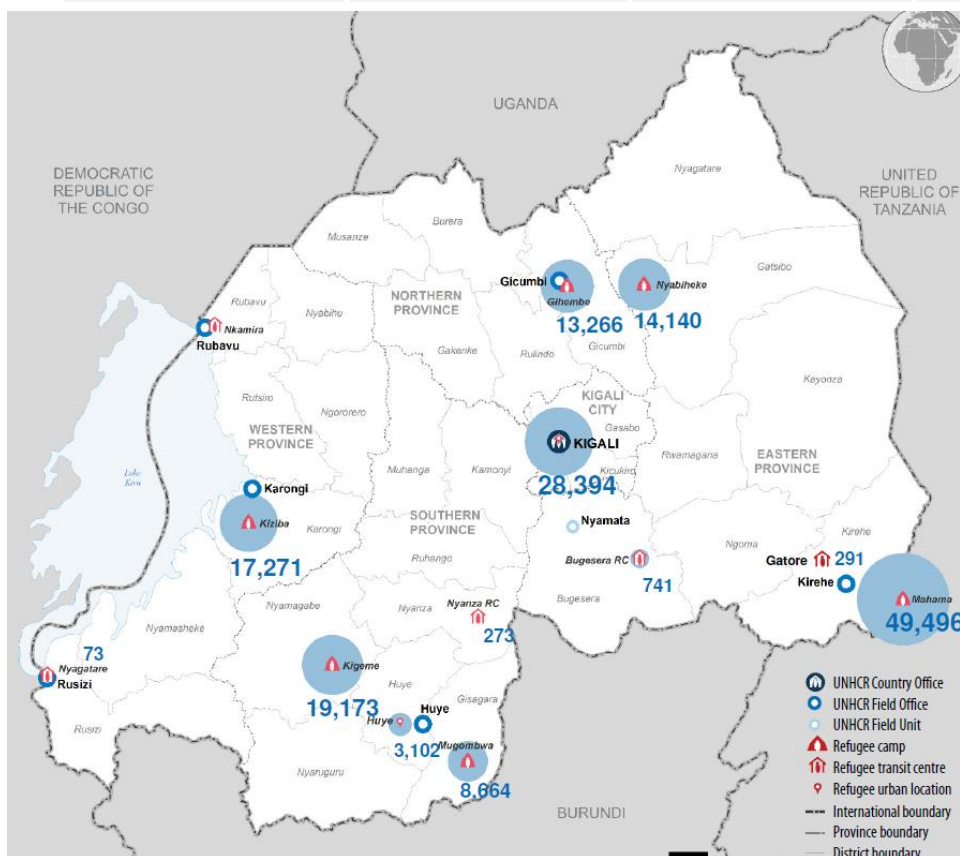 UGANDA
DEMOCRATIC
REPUBLIC OF
THE CONGO
UNITED
REPUBLIC OF
TANZANIA
Nyagatare
Burera
Musanze
Gatsibo
Gicumbi
Gihembe
13,266
Nyabiheke
14,140
NORTHERN
PROVINCE
Rubavu
Nyabihu
Nkamira
Rubavu
Gakenke
Rulindo
Gicumbi
Kayonza
Rutsiro
Ngororero
WESTERN
PROVINCE
KIGALI
CITY
Gasabo
KIGALI
Kicukiro
28,394
Rwamagana
EASTERN
PROVINCE
Muhanga
Kamonyi
Lake
Kivu
Karongi
Kiziba
Karongi
17,271
SOUTHERN
PROVINCE
Ruhango
Nyamata
Bugesera RC
741
Bugesera
Ngoma
Kirehe
Gatore
291
Kirehe
Mahama
49,496
Nyamagabe
Nyanza
Nyanza RC
273
Nyamasheke
73
Nyagatare
Rusizi
Rusizi
Kigeme
19,173
Huye
Gisagara
Huye
Huye
3,102
Mugombwa
8,664
Nyaruguru
BURUNDI
UNHCR Country Office
UNHCR Field Office
UNHCR Field Unit
Refugee camp
Refugee transit centre
Refugee urban location
International boundary
Province boundary
District boundary